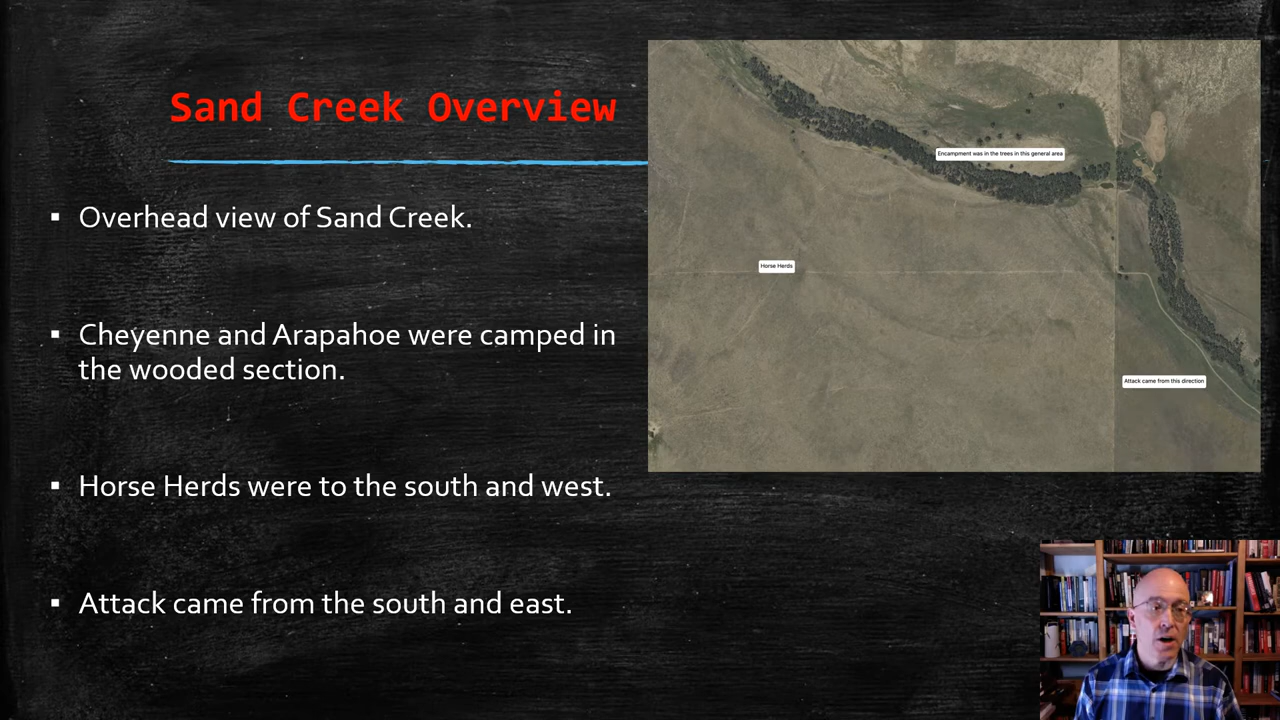 Sand Creek Overview
▪ Overhead view of Sand Creek.
▪ Cheyenne and Arapahoe were camped in
the wooded section.
▪ Horse Herds were to the south and west.
▪ Attack came from the south and east.
Encampment was in the trees in this general area
Horse Herds
Attack came from this direction